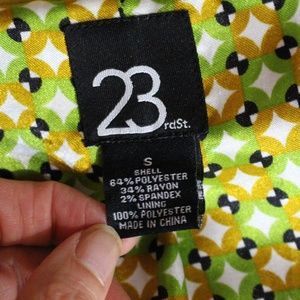 23rdSt.
S
SHELL
64% POLYESTER
34% RAYON
2% SPANDEX
LINING
100% POLYESTER
MADE IN CHINA